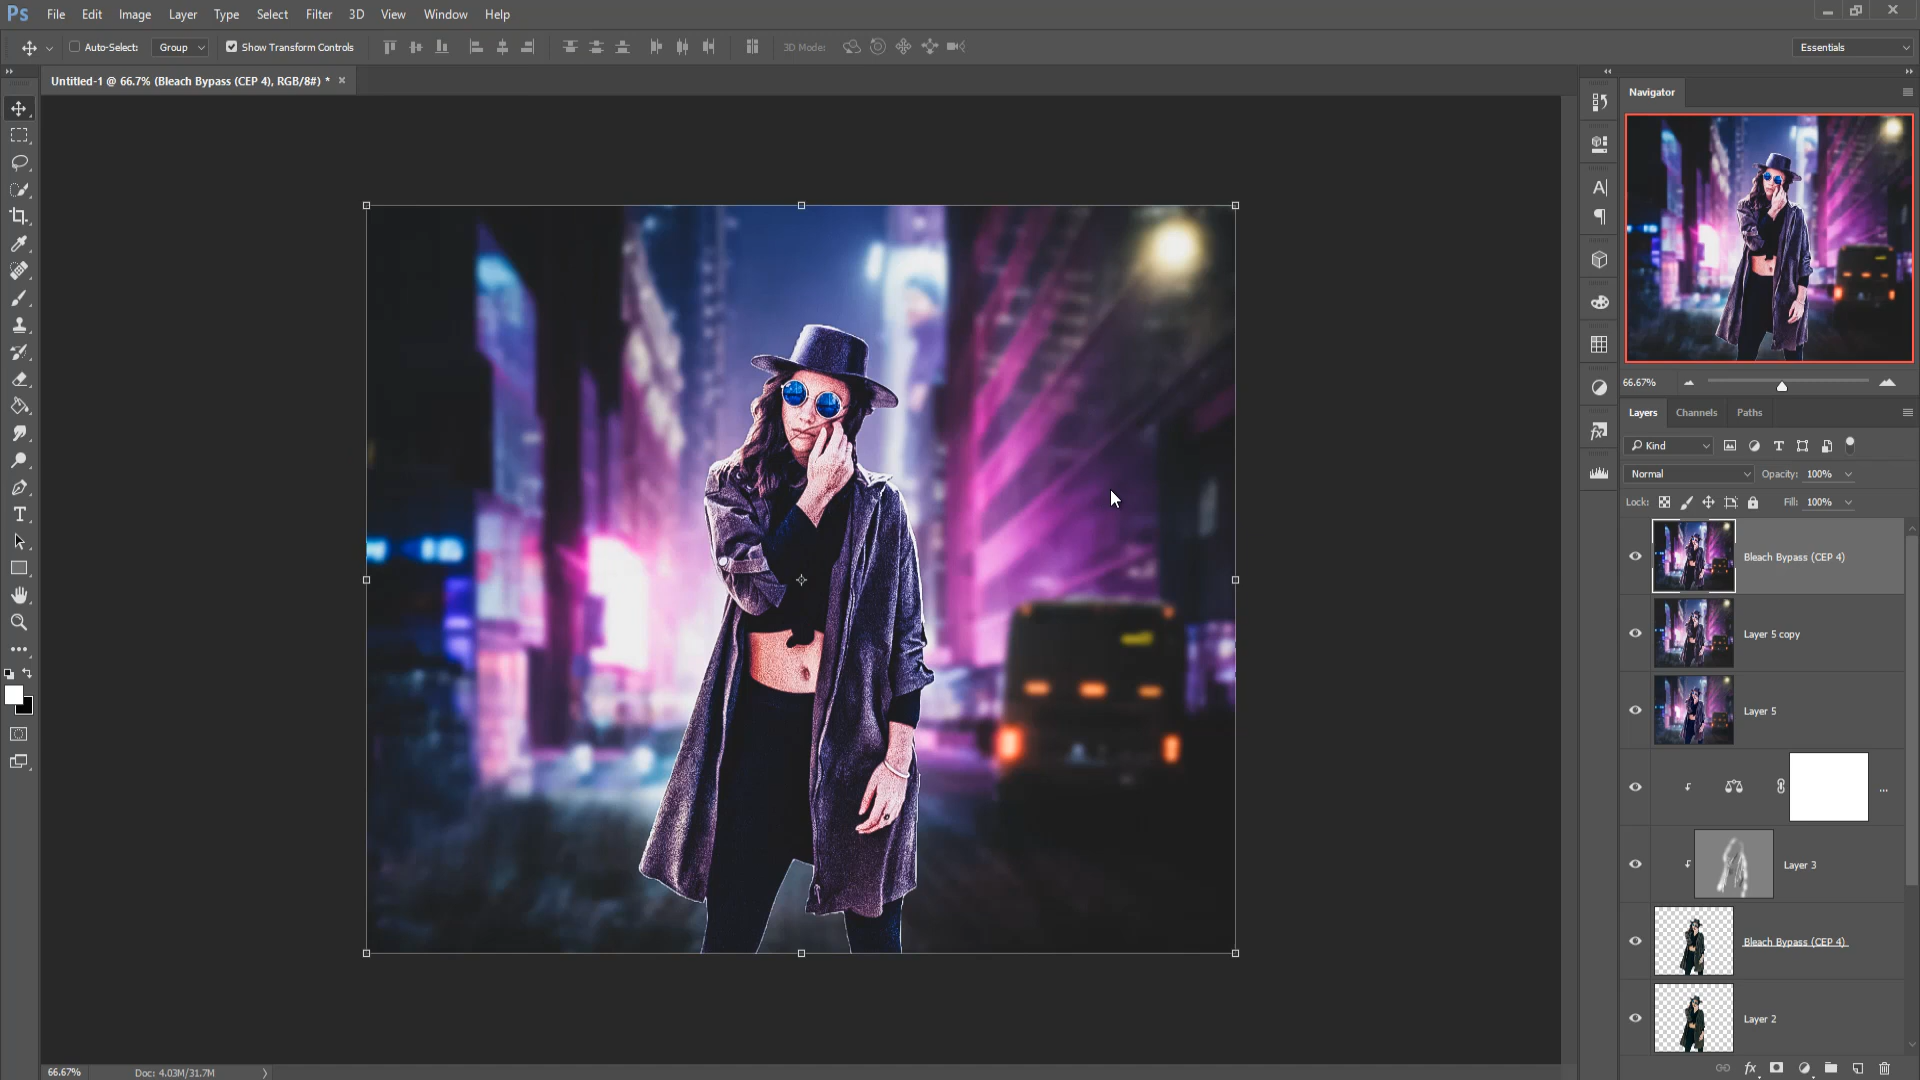 Ps File Edit Image Layer Type Select Filter 3D View Window Help
Auto-Select: Group Show Transform Controls 3D Mode: Essentials
Untitled-1 @ 66.7% (Bleach Bypass (CEP 4), RGB/8#) * ×
Navigator
66.67%
Layers Channels Paths
Kind
Normal Opacity: 100%
Lock: Fill: 100%
Bleach Bypass (CEP 4)
Layer 5 copy
Layer 5
...
Layer 3
Bleach Bypass (CEP 4)
Layer 2
fx
66.67% Doc: 4.03M/31.7M